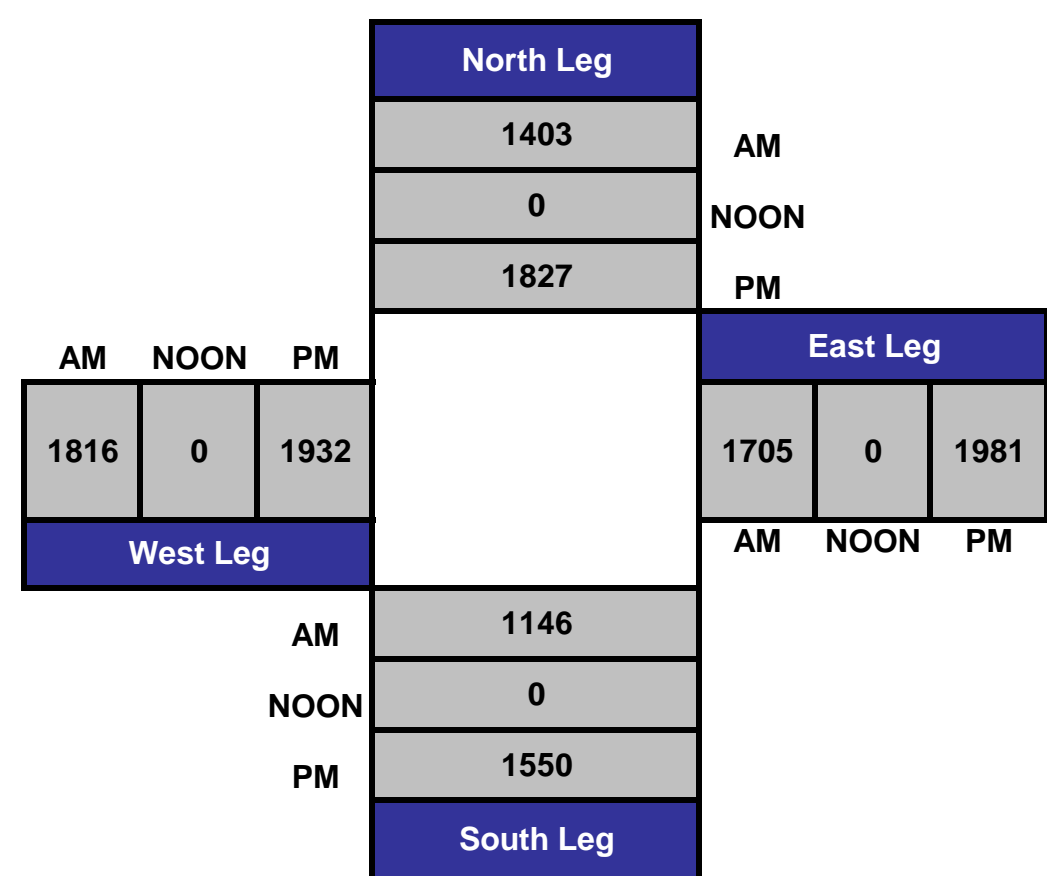 North Leg
1403 AM
0 NOON
1827 PM
East Leg
AM NOON PM
1816 0 1932 1705 0 1981
West Leg
AM NOON PM
AM 1146
NOON 0
PM 1550
South Leg